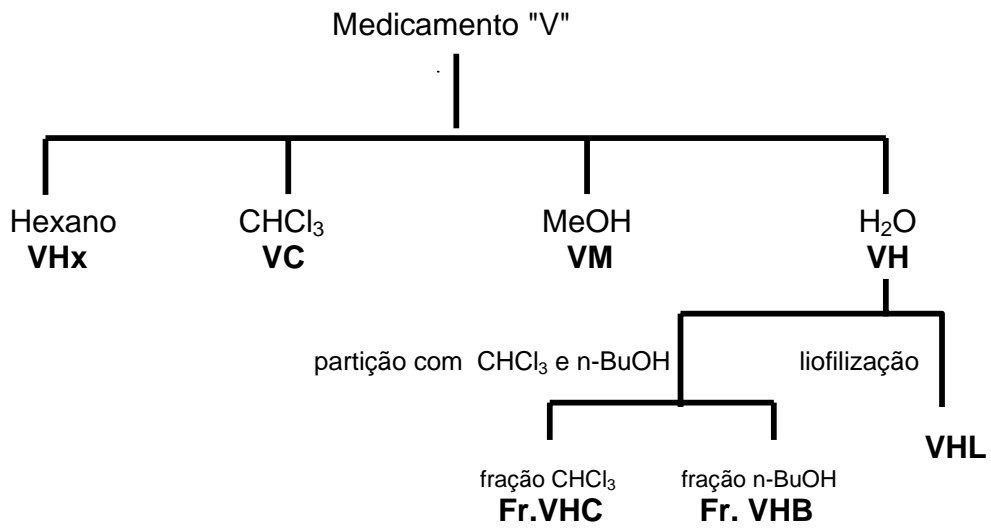 Medicamento "V"
Hexano
VHx
CHCl₃
VC
MeOH
VM
H₂O
VH
partição com CHCl₃ e n-BuOH
liofilização
VHL
fração CHCl₃
Fr.VHC
fração n-BuOH
Fr. VHB